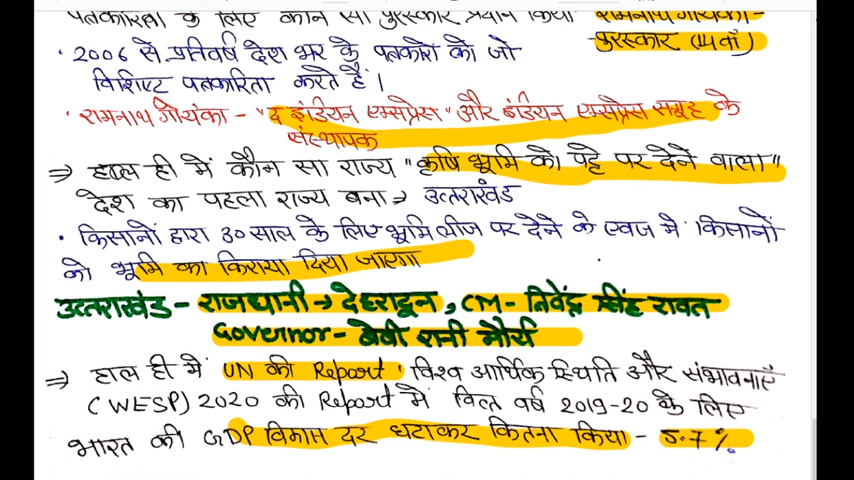 पत्रकारिता के लिए कौन सा पुरस्कार प्रदान किया रामनाथ गोयंका-
पुरस्कार (14वाँ)
· 2006 से प्रतिवर्ष देश भर के पत्रकारो को जो
विशिष्ट पत्रकारिता करते हैं।
· रामनाथ गोयंका - "द इंडियन एक्सप्रेस" और इंडियन एक्सप्रेस समूह के
संस्थापक
⇒ हाल ही में कौन सा राज्य "कृषि भूमि को पट्टे पर देने वाला"
देश का पहला राज्य बना → उत्तराखंड
· किसानों द्वारा 30 साल के लिए भूमि लीज पर देने के एवज मे किसानों
को भूमि का किराया दिया जाएगा
उत्तराखंड - राजधानी → देहरादून, CM - त्रिवेंद्र सिंह रावत
Governor - बेबी रानी मौर्य
⇒ हाल ही में UN की Report 'विश्व आर्थिक स्थिति और संभावनाएँ
(WESP) 2020 की Report में वित्त वर्ष 2019-20 के लिए
भारत की GDP विकास दर घटाकर कितना किया - 5.7%